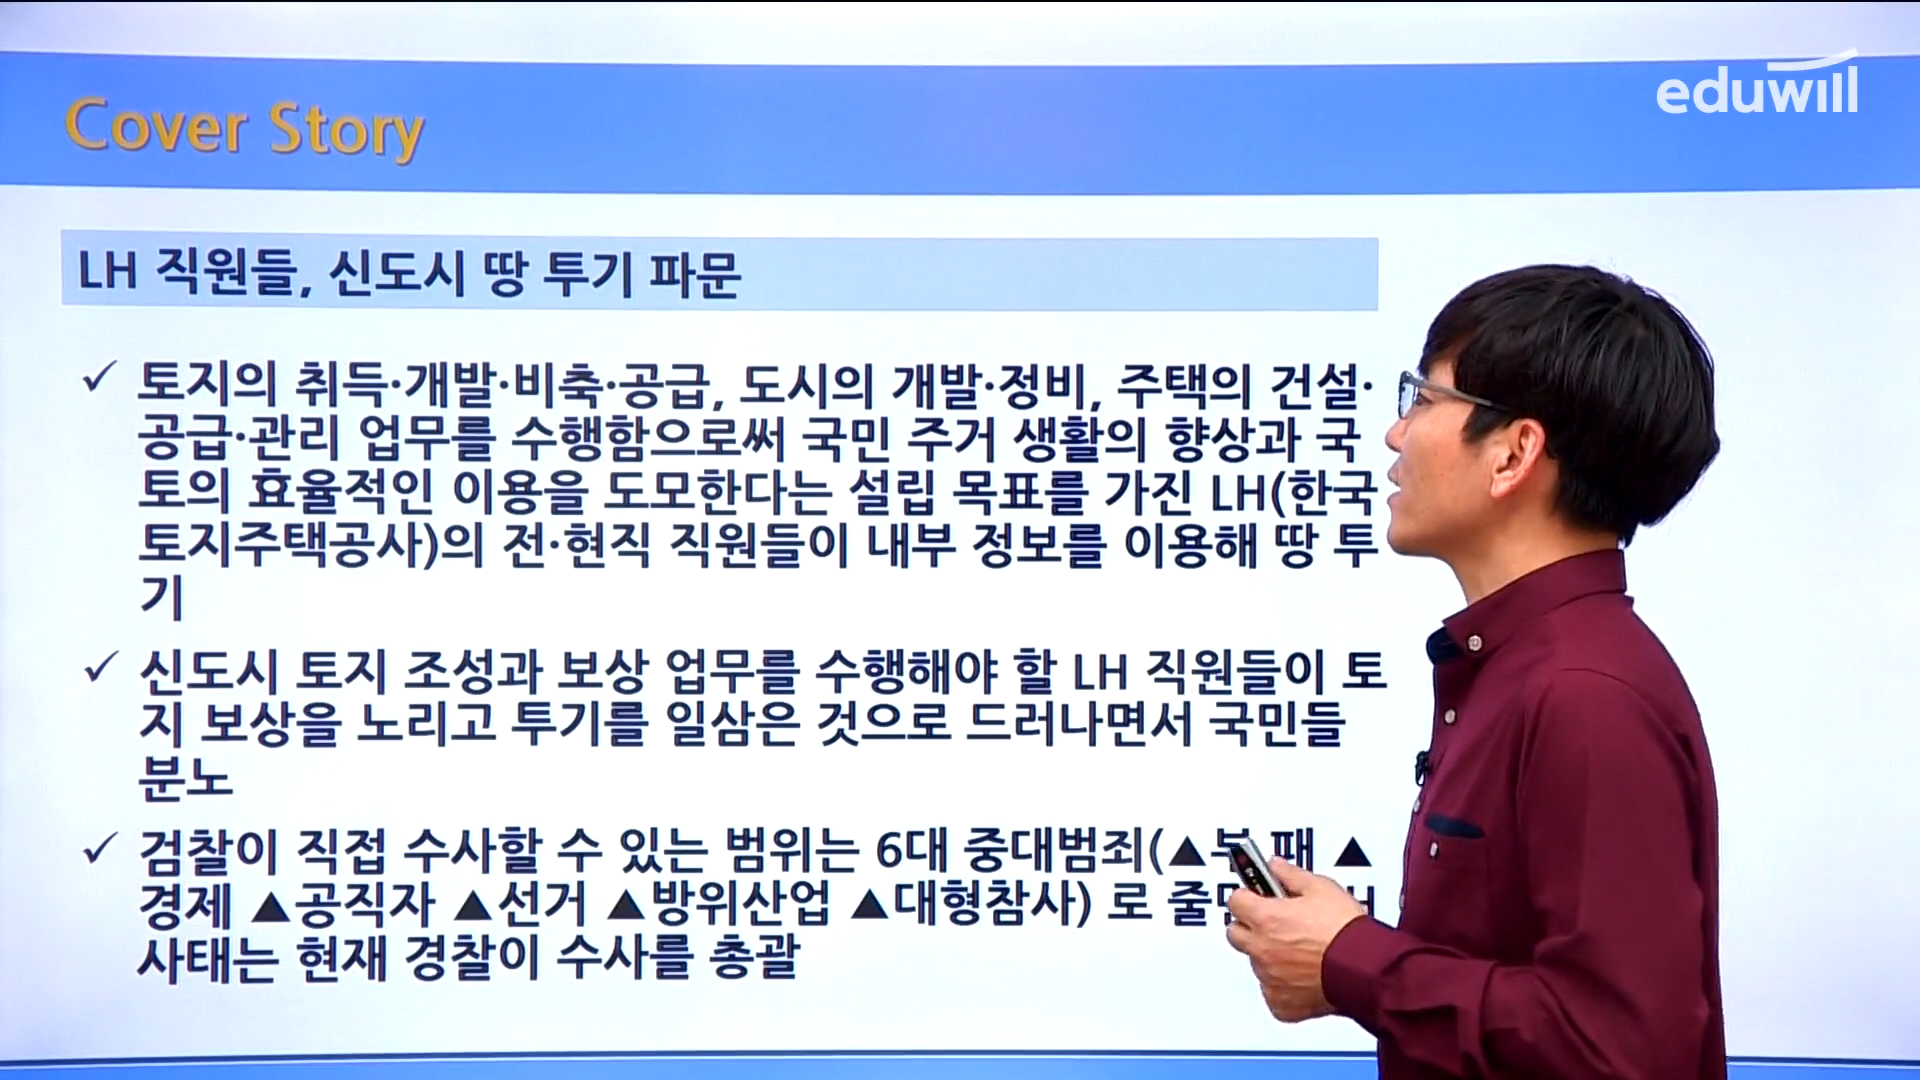 eduwill
Cover Story
LH 직원들, 신도시 땅 투기 파문
✓ 토지의 취득·개발·비축·공급, 도시의 개발·정비, 주택의 건설·
공급·관리 업무를 수행함으로써 국민 주거 생활의 향상과 국
토의 효율적인 이용을 도모한다는 설립 목표를 가진 LH(한국
토지주택공사)의 전·현직 직원들이 내부 정보를 이용해 땅 투
기
✓ 신도시 토지 조성과 보상 업무를 수행해야 할 LH 직원들이 토
지 보상을 노리고 투기를 일삼은 것으로 드러나면서 국민들
분노
✓ 검찰이 직접 수사할 수 있는 범위는 6대 중대범죄(▲부패 ▲
경제 ▲공직자 ▲선거 ▲방위산업 ▲대형참사) 로
사태는 현재 경찰이 수사를 총괄